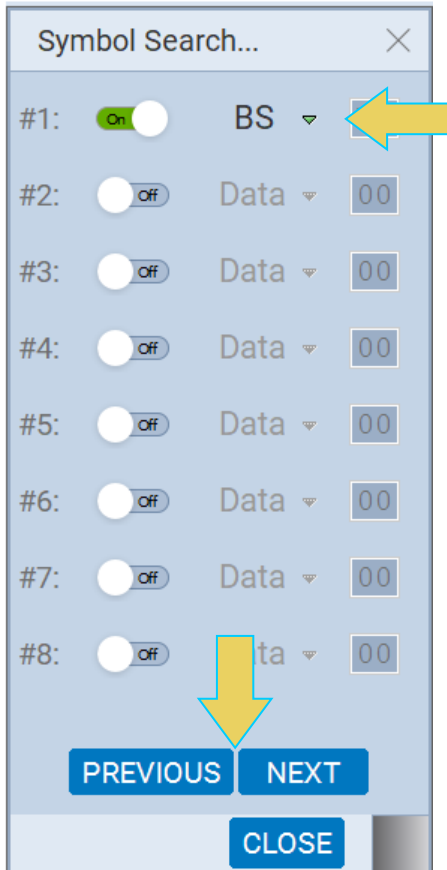 Symbol Search...
#1: On BS
#2: Off Data 00
#3: Off Data 00
#4: Off Data 00
#5: Off Data 00
#6: Off Data 00
#7: Off Data 00
#8: Off ta 00
PREVIOUS NEXT
CLOSE